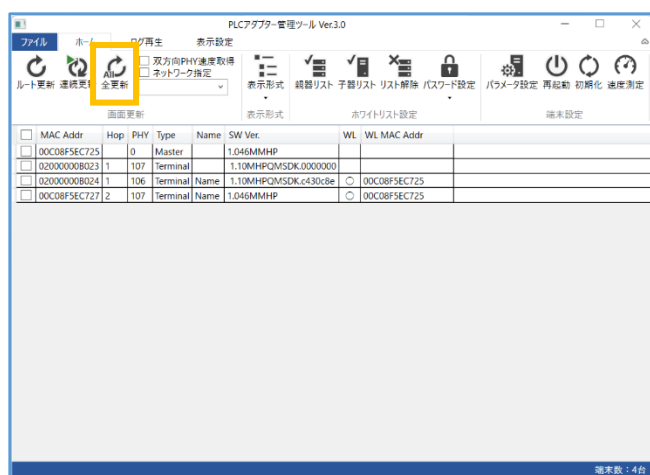 PLCアダプター管理ツール Ver.3.0
ファイル ホーム ログ再生 表示設定
双方向PHY速度取得
ネットワーク指定
All
ルート更新 連続更新 全更新 表示形式 親器リスト 子器リスト リスト解除 パスワード設定 パラメータ設定 再起動 初期化 速度測定
画面更新 表示形式 ホワイトリスト設定 端末設定
MAC Addr Hop PHY Type Name SW Ver. WL WL MAC Addr
00C08F5EC725 0 Master 1.046MMHP
02000000B023 1 107 Terminal 1.10MHPQMSDK.0000000
02000000B024 1 106 Terminal Name 1.10MHPQMSDK.c430c8e ○ 00C08F5EC725
00C08F5EC727 2 107 Terminal Name 1.046MMHP ○ 00C08F5EC725
端末数：4台